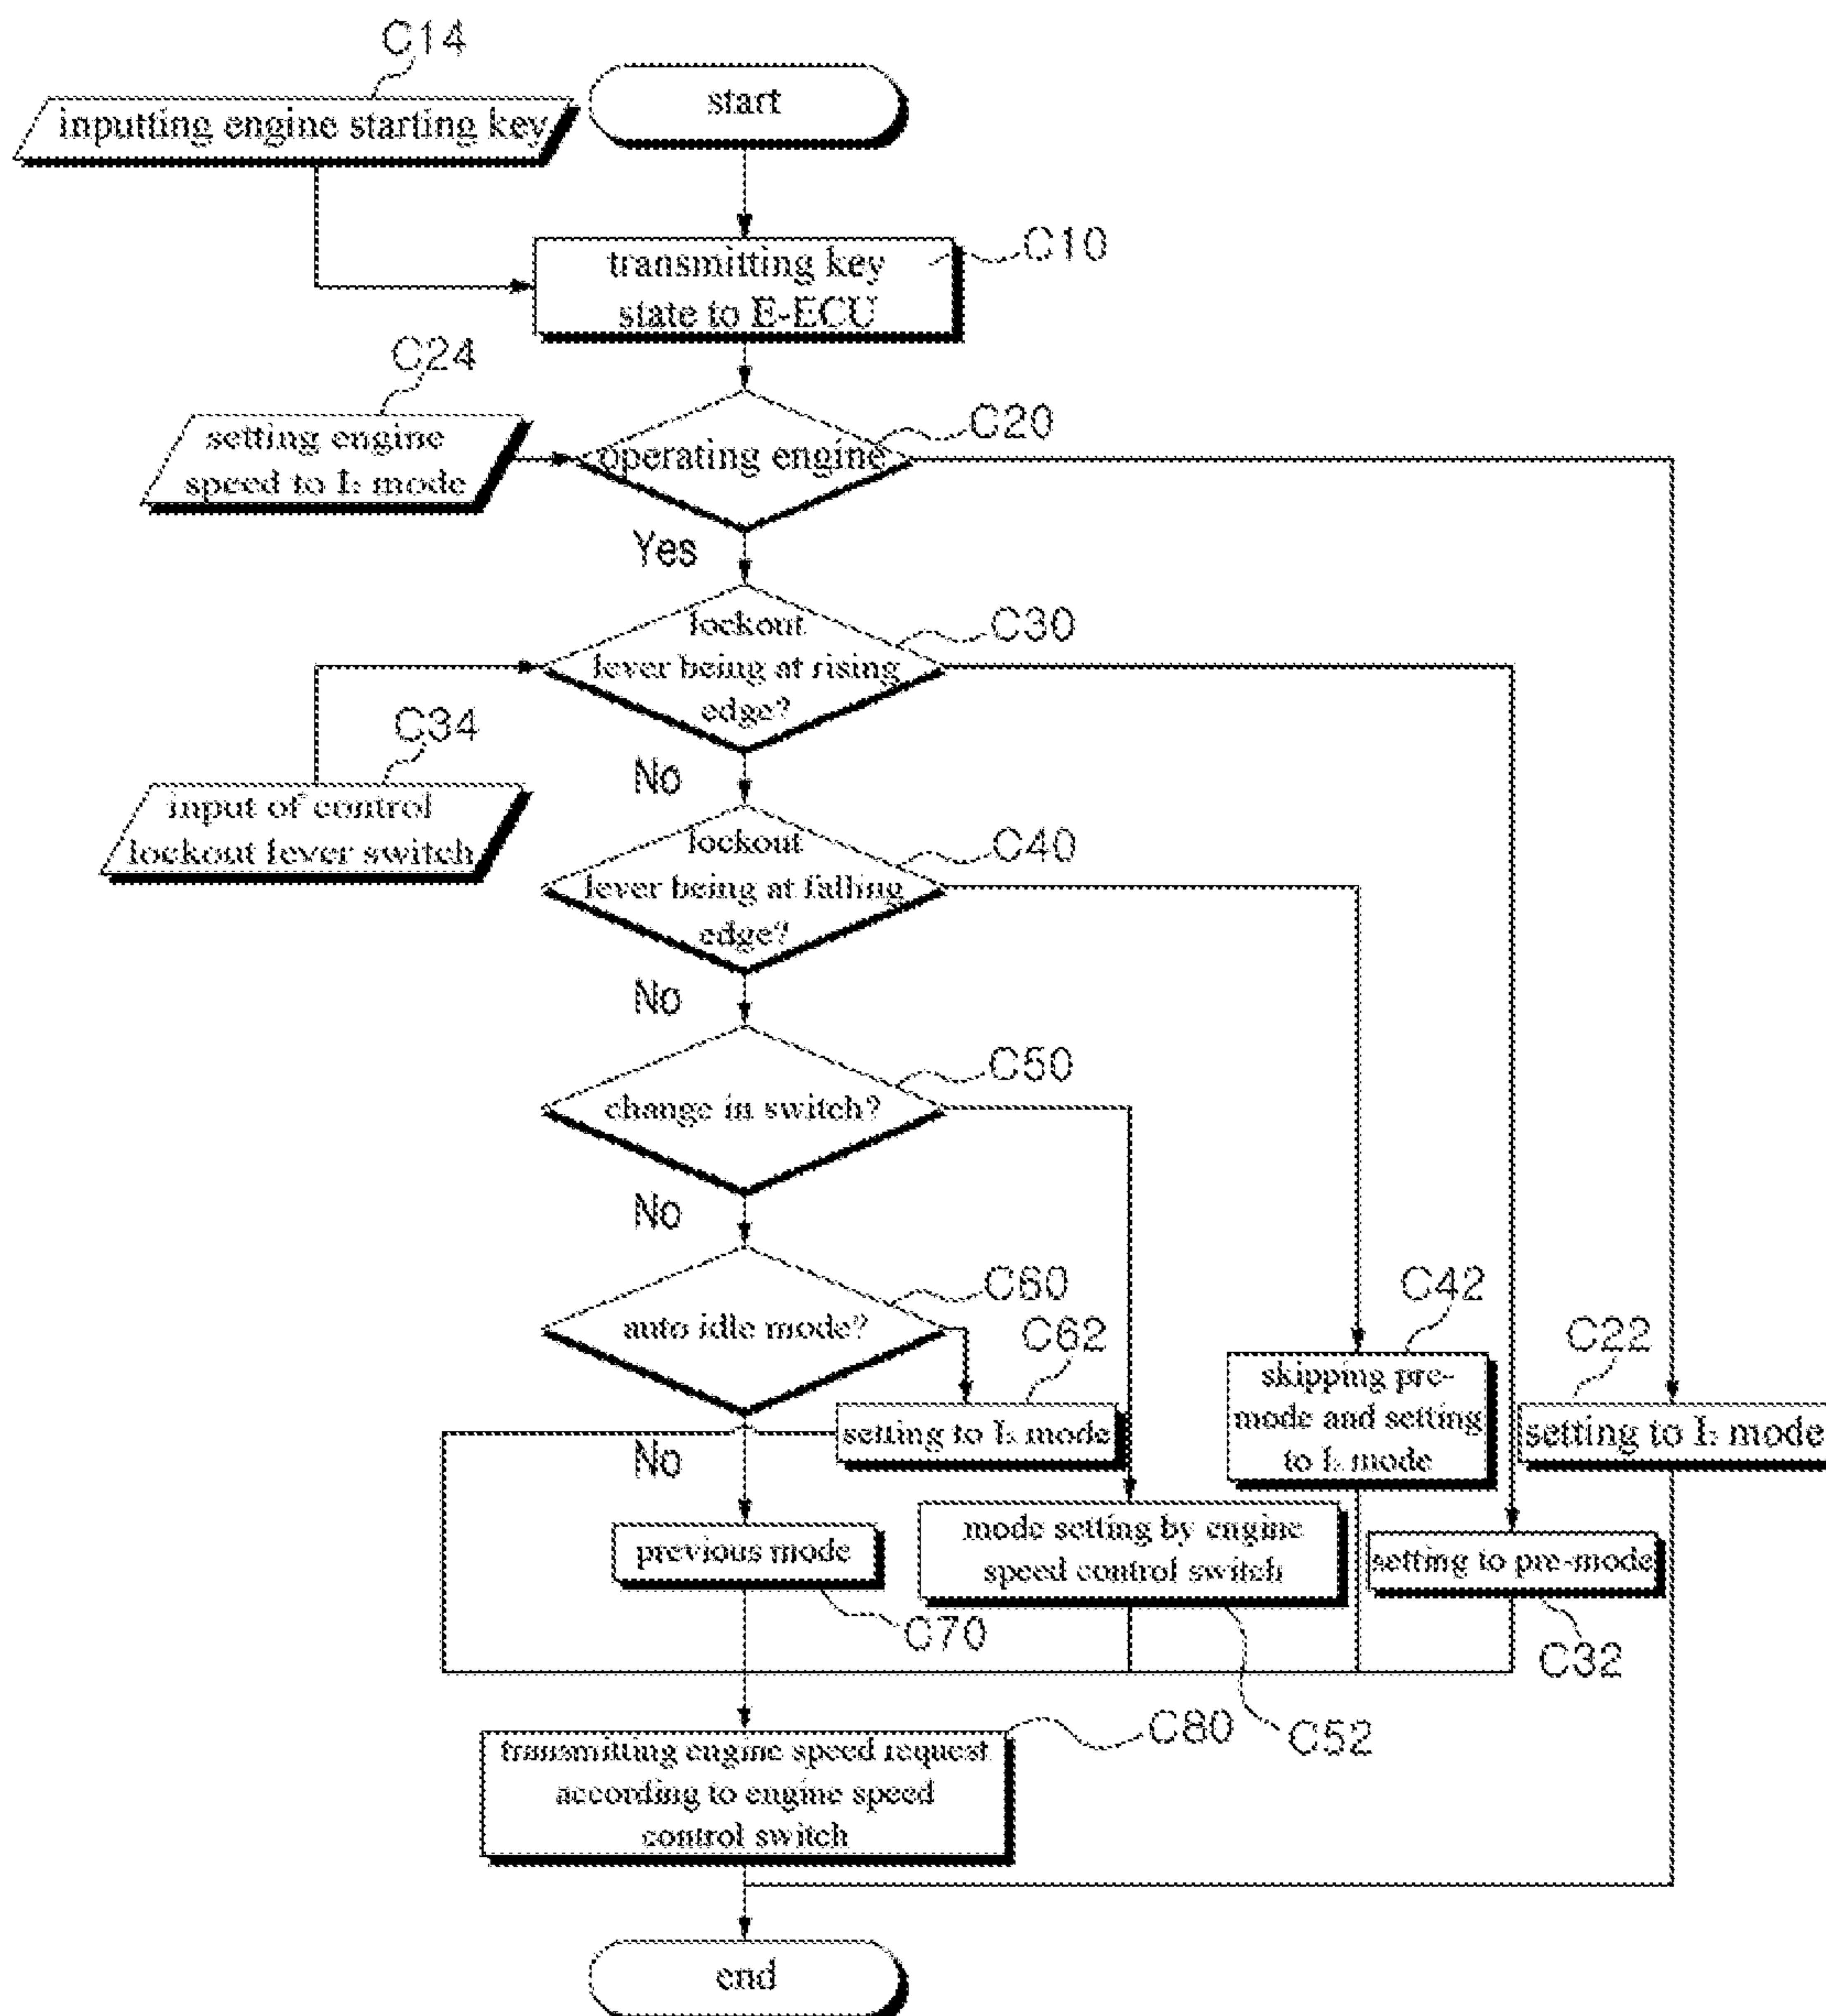 C14
start
inputting engine starting key
C10
transmitting key
state to E-ECU
C24
C20
setting engine
speed to I₂ mode
operating engine
Yes
C30
lockout
lever being at rising
edge?
C34
No
input of control
lockout lever switch
C40
lockout
lever being at falling
edge?
No
C50
change in switch?
No
C60
auto idle mode?
C62
C42
C22
skipping pre-
mode and setting
to mode
setting to mode
setting to I₂ mode
No
mode setting by engine
speed control switch
previous mode
setting to pre-mode
C70
C32
C80
C52
transmitting engine speed request
according to engine speed
control switch
end